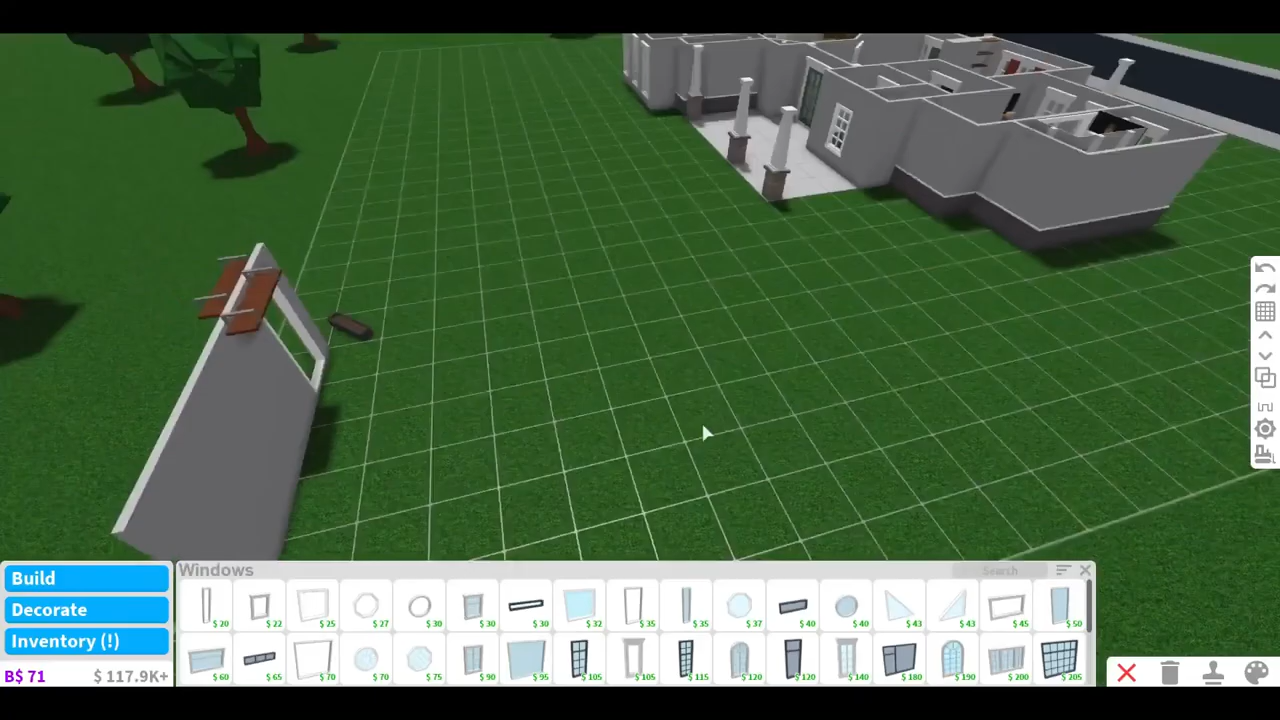 Build
Decorate
Inventory (!)
B$ 71 $ 117.9K+
Windows Search
$ 20 $ 22 $ 25 $ 27 $ 30 $ 30 $ 30 $ 32 $ 35 $ 35 $ 37 $ 40 $ 40 $ 43 $ 43 $ 45 $ 50
$ 60 $ 65 $ 70 $ 70 $ 75 $ 90 $ 95 $ 105 $ 105 $ 115 $ 120 $ 120 $ 140 $ 180 $ 190 $ 200 $ 205